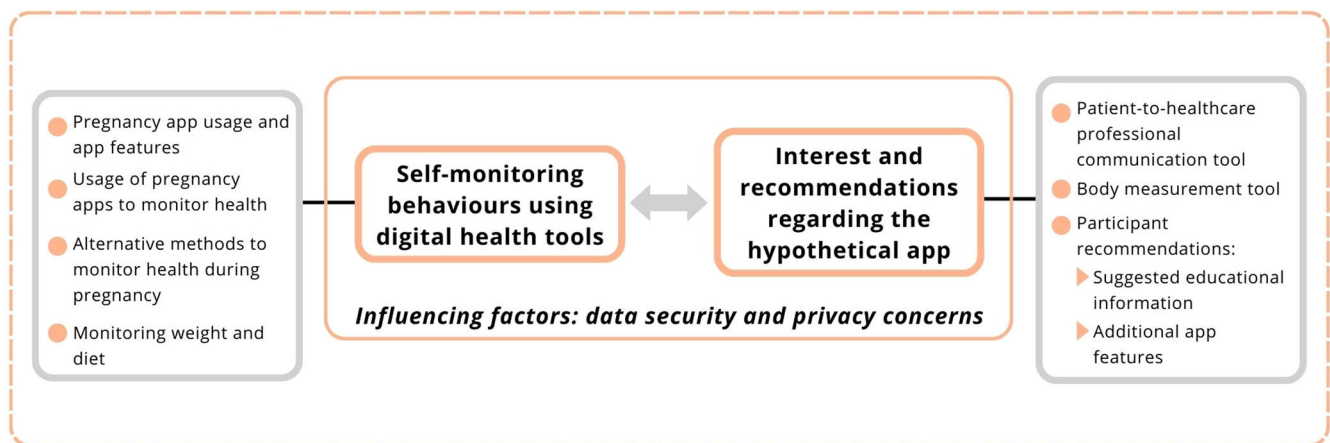 Pregnancy app usage and
app features
Usage of pregnancy
apps to monitor health
Alternative methods to
monitor health during
pregnancy
Monitoring weight and
diet
Self-monitoring
behaviours using
digital health tools
Interest and
recommendations
regarding the
hypothetical app
Influencing factors: data security and privacy concerns
Patient-to-healthcare
professional
communication tool
Body measurement tool
Participant
recommendations:
Suggested educational
information
Additional app
features